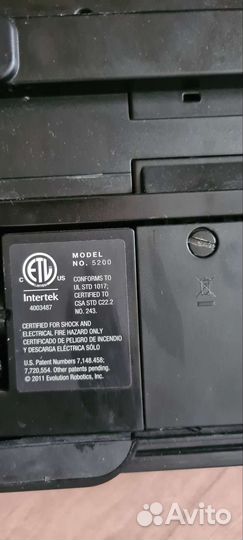 MODEL
NO. 5200
ETL
C US
Intertek
4003487
CONFORMS TO
UL STD 1017;
CERTIFIED TO
CSA STD C22.2
NO. 243.
CERTIFIED FOR SHOCK AND
ELECTRICAL FIRE HAZARD ONLY
CERTIFICADO DE PELIGRO DE INCENDIO
Y DESCARGA ELÉCTRICA SÓLO
U.S. Patent Numbers 7,148,458;
7,720,554. Other patents pending.
© 2011 Evolution Robotics, Inc.
Avito